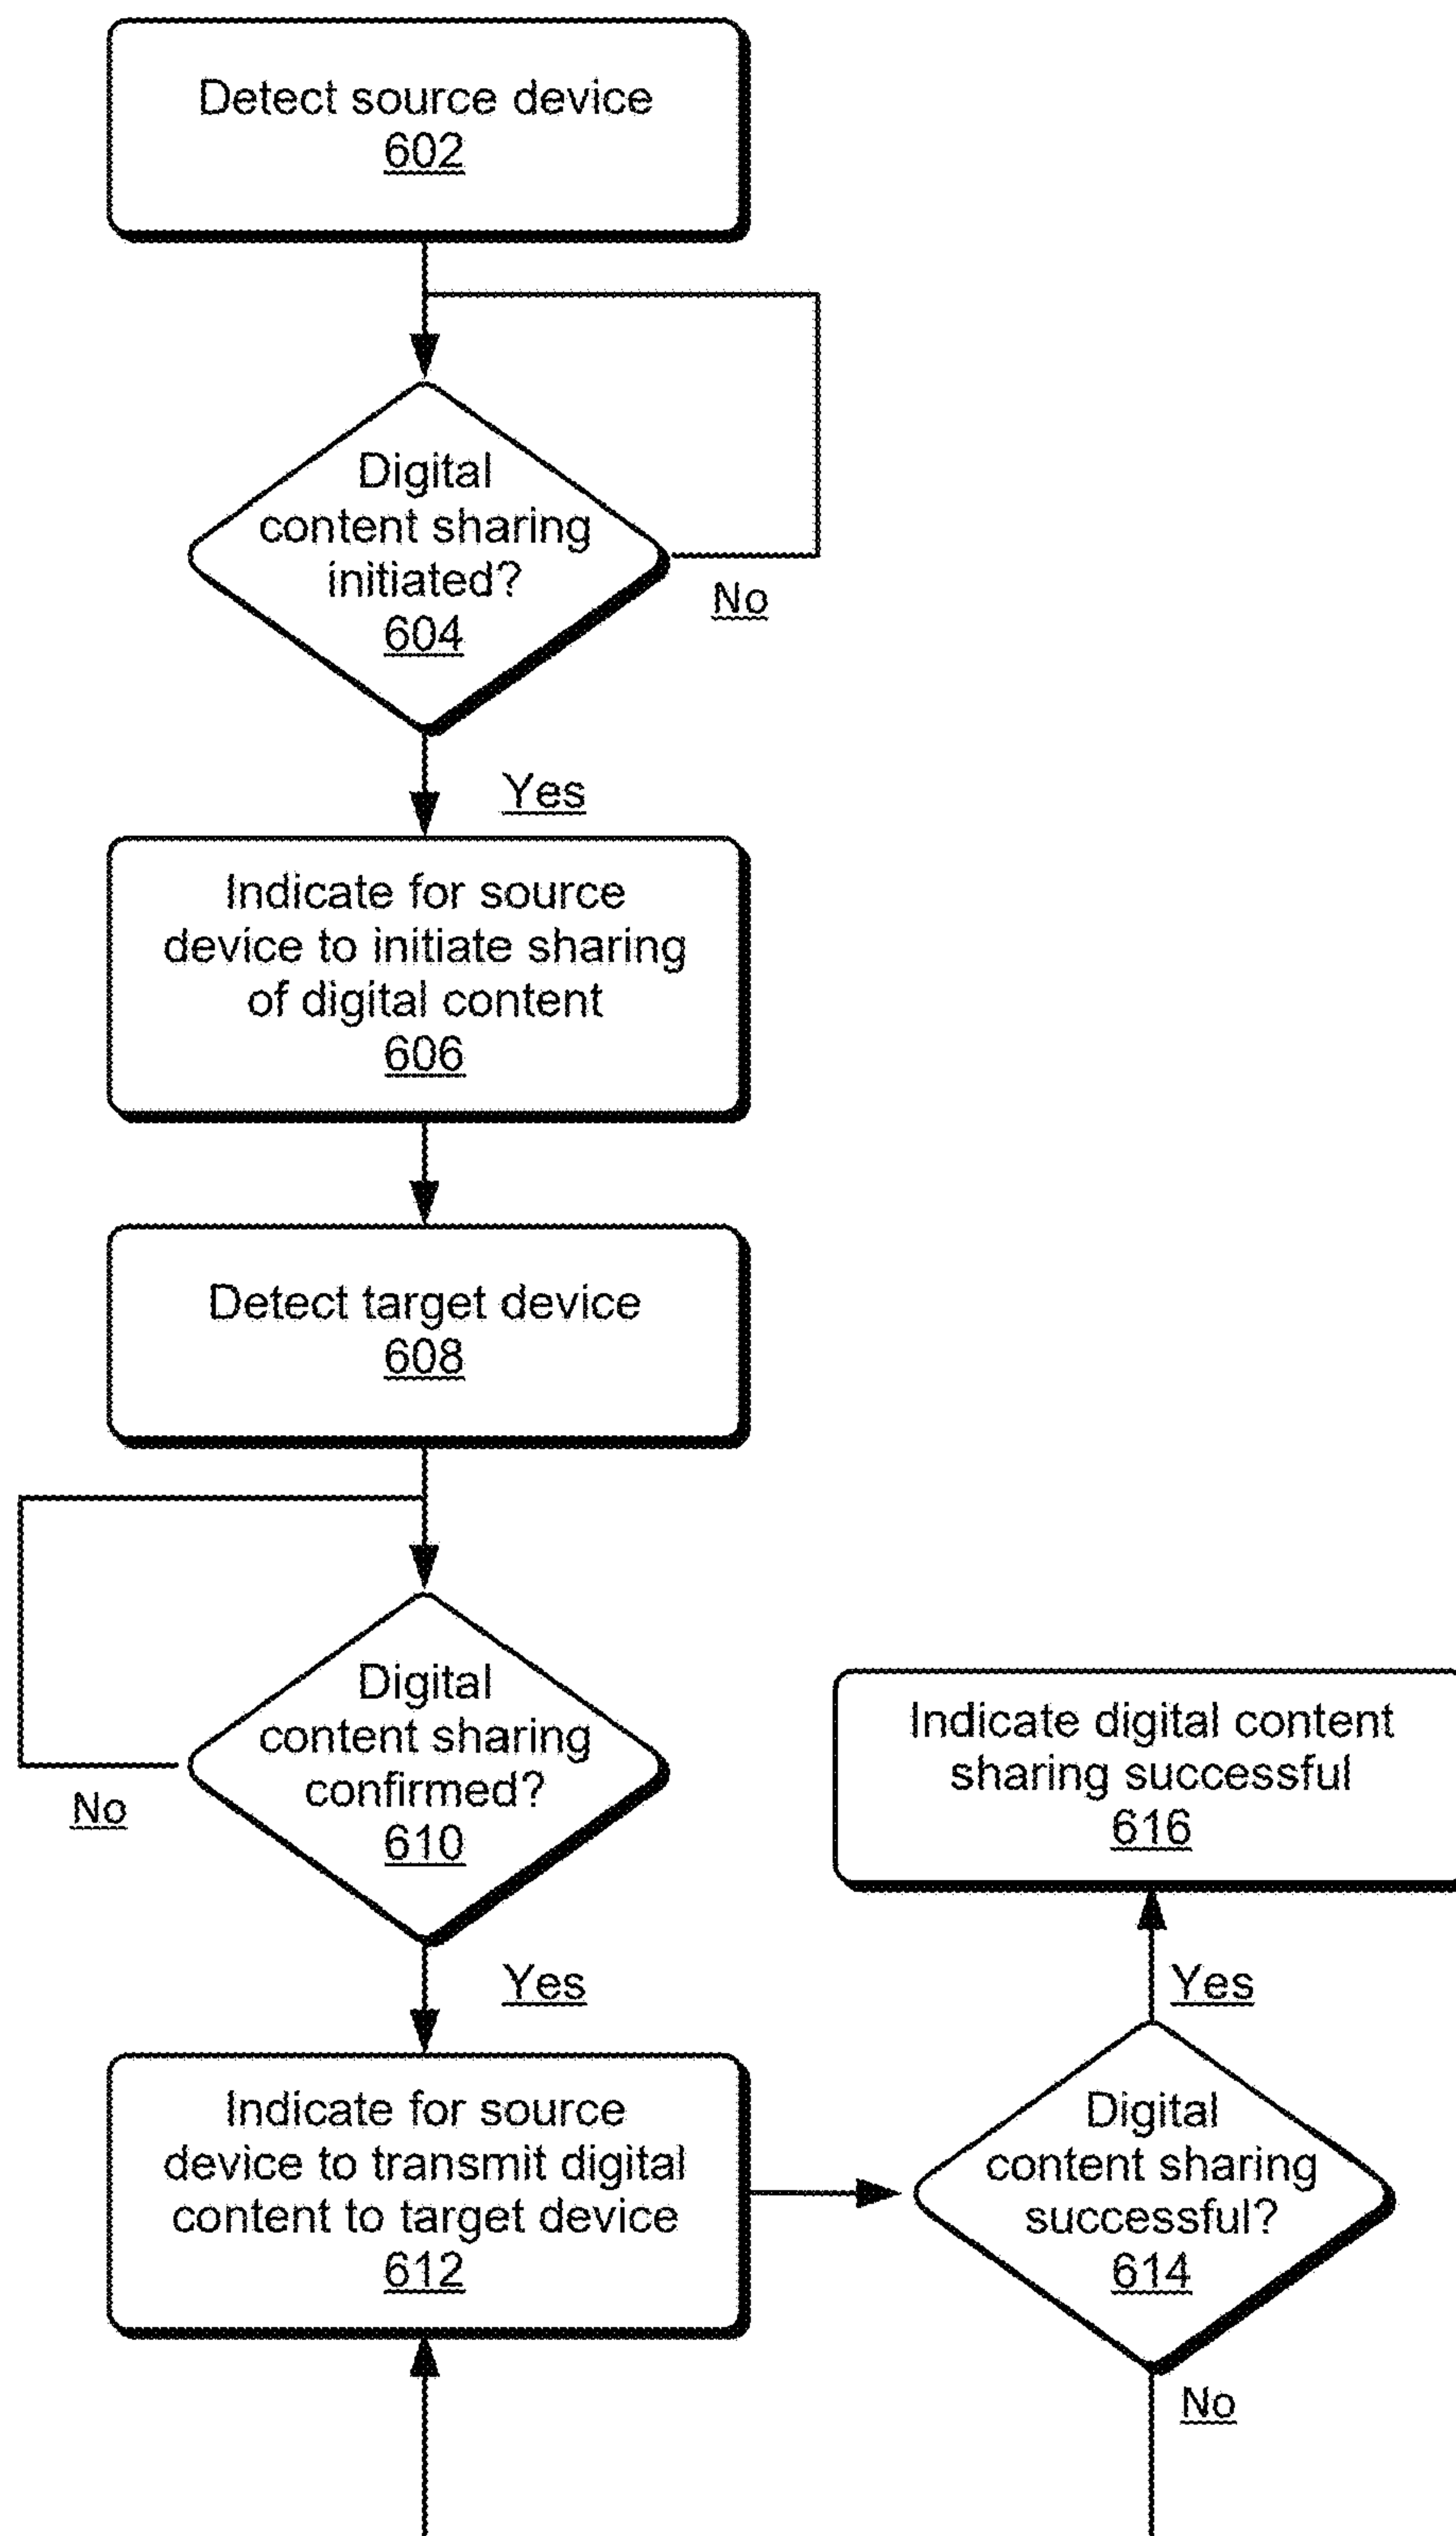 Detect source device
602
Digital
content sharing
initiated?
604
No
Yes
Indicate for source
device to initiate sharing
of digital content
606
Detect target device
608
Digital
content sharing
confirmed?
610
No
Yes
Indicate for source
device to transmit digital
content to target device
612
Digital
content sharing
successful?
614
No
Yes
Indicate digital content
sharing successful
616